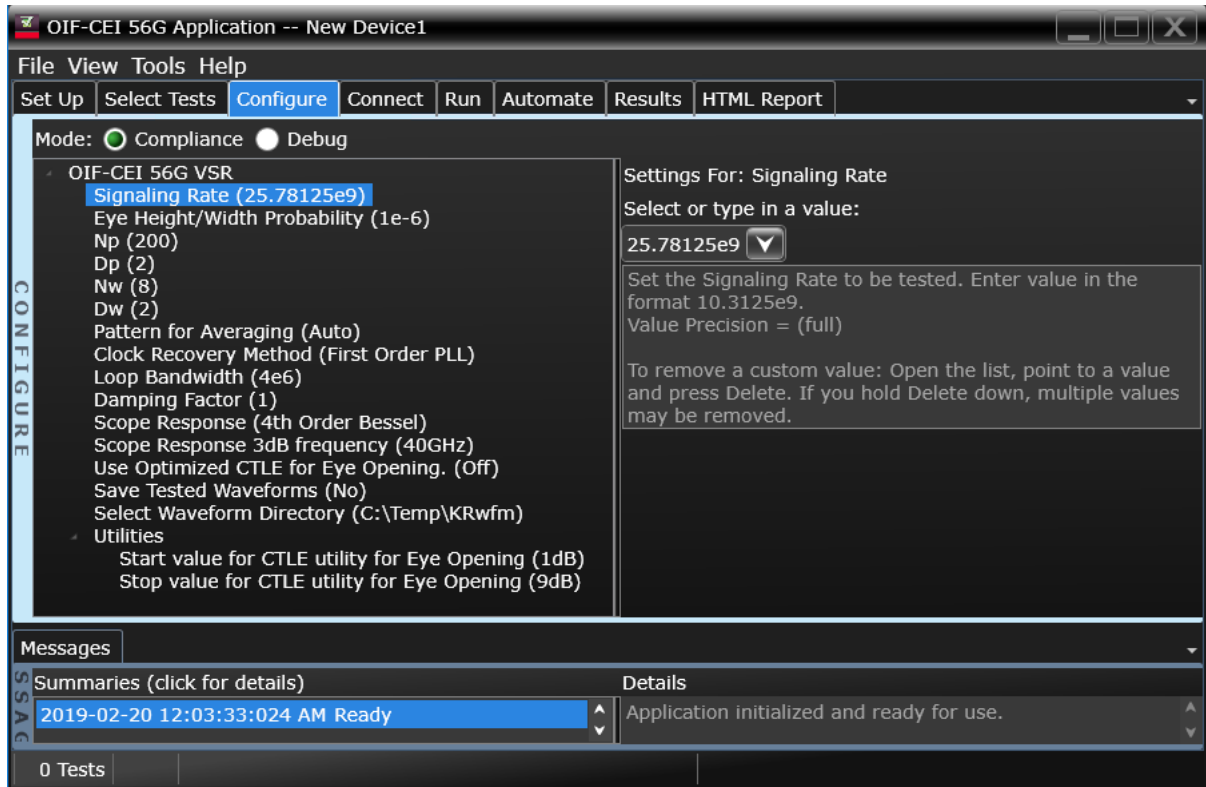 OIF-CEI 56G Application -- New Device1
File View Tools Help
Set Up Select Tests Configure Connect Run Automate Results HTML Report
Mode: Compliance Debug
CONFIGURE
OIF-CEI 56G VSR
Signaling Rate (25.78125e9)
Eye Height/Width Probability (1e-6)
Np (200)
Dp (2)
Nw (8)
Dw (2)
Pattern for Averaging (Auto)
Clock Recovery Method (First Order PLL)
Loop Bandwidth (4e6)
Damping Factor (1)
Scope Response (4th Order Bessel)
Scope Response 3dB frequency (40GHz)
Use Optimized CTLE for Eye Opening. (Off)
Save Tested Waveforms (No)
Select Waveform Directory (C:\Temp\KRwfm)
Utilities
Start value for CTLE utility for Eye Opening (1dB)
Stop value for CTLE utility for Eye Opening (9dB)
Settings For: Signaling Rate
Select or type in a value:
25.78125e9
Set the Signaling Rate to be tested. Enter value in the
format 10.3125e9.
Value Precision = (full)
To remove a custom value: Open the list, point to a value
and press Delete. If you hold Delete down, multiple values
may be removed.
Messages
SSAG
Summaries (click for details)
2019-02-20 12:03:33:024 AM Ready
Details
Application initialized and ready for use.
0 Tests